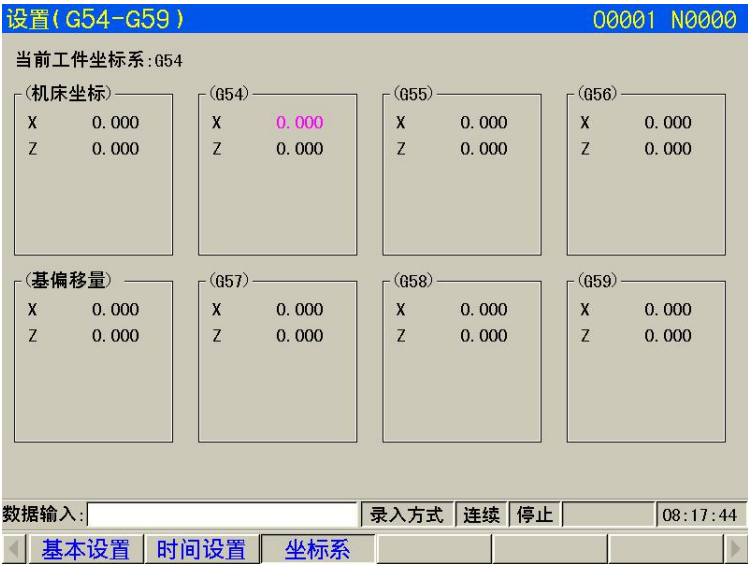 设置(G54-G59) O0001 N0000
当前工件坐标系:G54
(机床坐标) (G54) (G55) (G56)
X 0.000 X 0.000 X 0.000 X 0.000
Z 0.000 Z 0.000 Z 0.000 Z 0.000
(基偏移量) (G57) (G58) (G59)
X 0.000 X 0.000 X 0.000 X 0.000
Z 0.000 Z 0.000 Z 0.000 Z 0.000
数据输入: 录入方式 连续 停止 08:17:44
基本设置 时间设置 坐标系